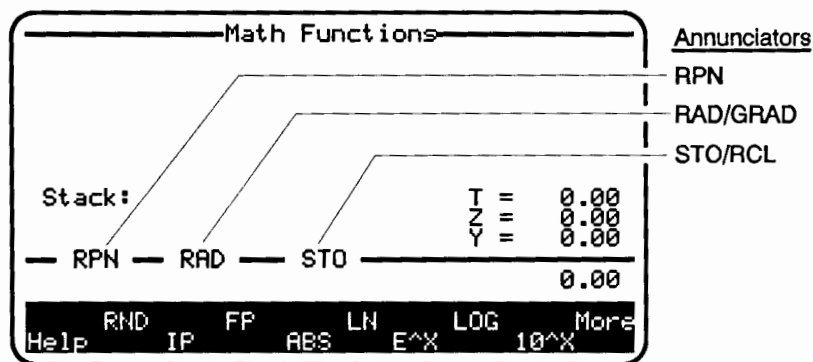 Math Functions
Annunciators
RPN
RAD/GRAD
STO/RCL
Stack:
T = 0.00
Z = 0.00
Y = 0.00
RPN RAD STO
0.00
RND FP LN LOG More
Help IP ABS E^X 10^X